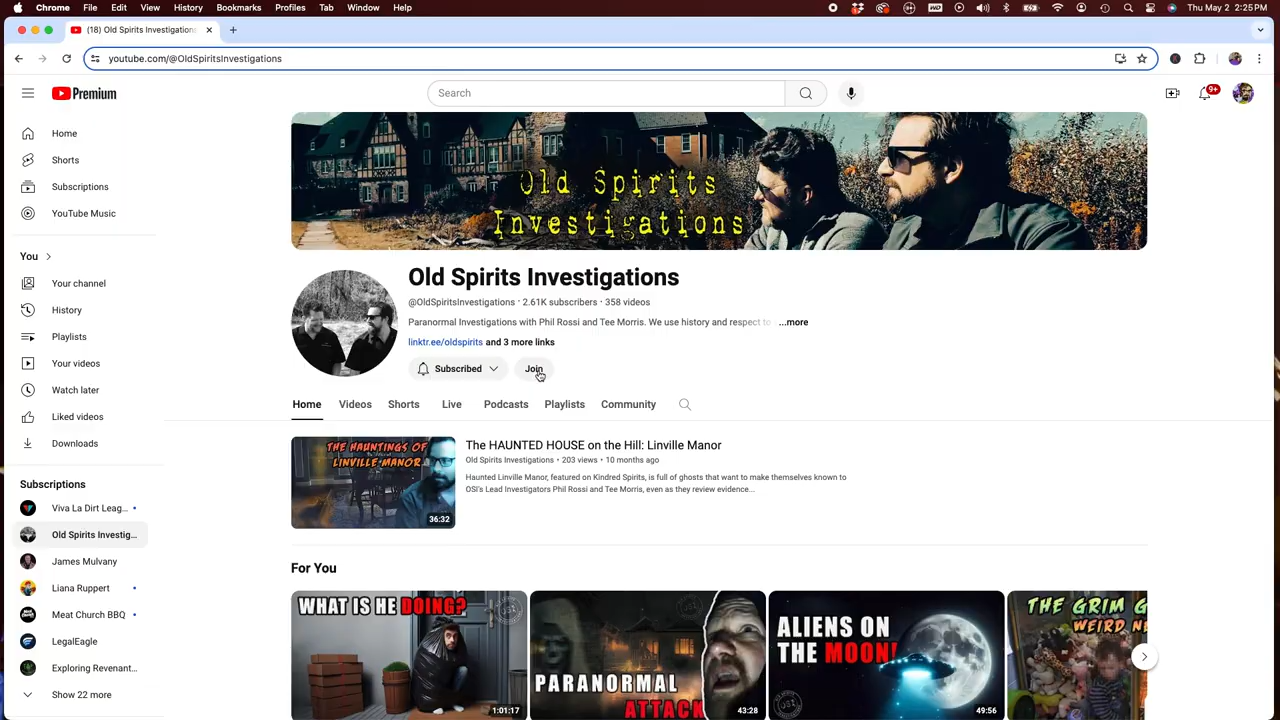 Chrome File Edit View History Bookmarks Profiles Tab Window Help
Thu May 2 2:25 PM
(18) Old Spirits Investigations
youtube.com/@OldSpiritsInvestigations
Premium
Search
9+
Home
Shorts
Subscriptions
YouTube Music
You
Your channel
History
Playlists
Your videos
Watch later
Liked videos
Downloads
Subscriptions
Viva La Dirt Leag...
Old Spirits Investig...
James Mulvany
Liana Ruppert
Meat Church BBQ
LegalEagle
Exploring Revenant...
Show 22 more
Old Spirits
Investigations
Old Spirits Investigations
@OldSpiritsInvestigations · 2.61K subscribers · 358 videos
Paranormal Investigations with Phil Rossi and Tee Morris. We use history and respect to ...more
linktr.ee/oldspirits and 3 more links
Subscribed Join
Home Videos Shorts Live Podcasts Playlists Community
THE HAUNTINGS OF
LINVILLE MANOR
36:32
The HAUNTED HOUSE on the Hill: Linville Manor
Old Spirits Investigations • 203 views • 10 months ago
Haunted Linville Manor, featured on Kindred Spirits, is full of ghosts that want to make themselves known to
OSI's Lead Investigators Phil Rossi and Tee Morris, even as they review evidence...
For You
WHAT IS HE DOING?
1:01:17
PARANORMAL
ATTACK
43:28
ALIENS ON
THE MOON!
49:56
THE GRIM G
WEIRD NE